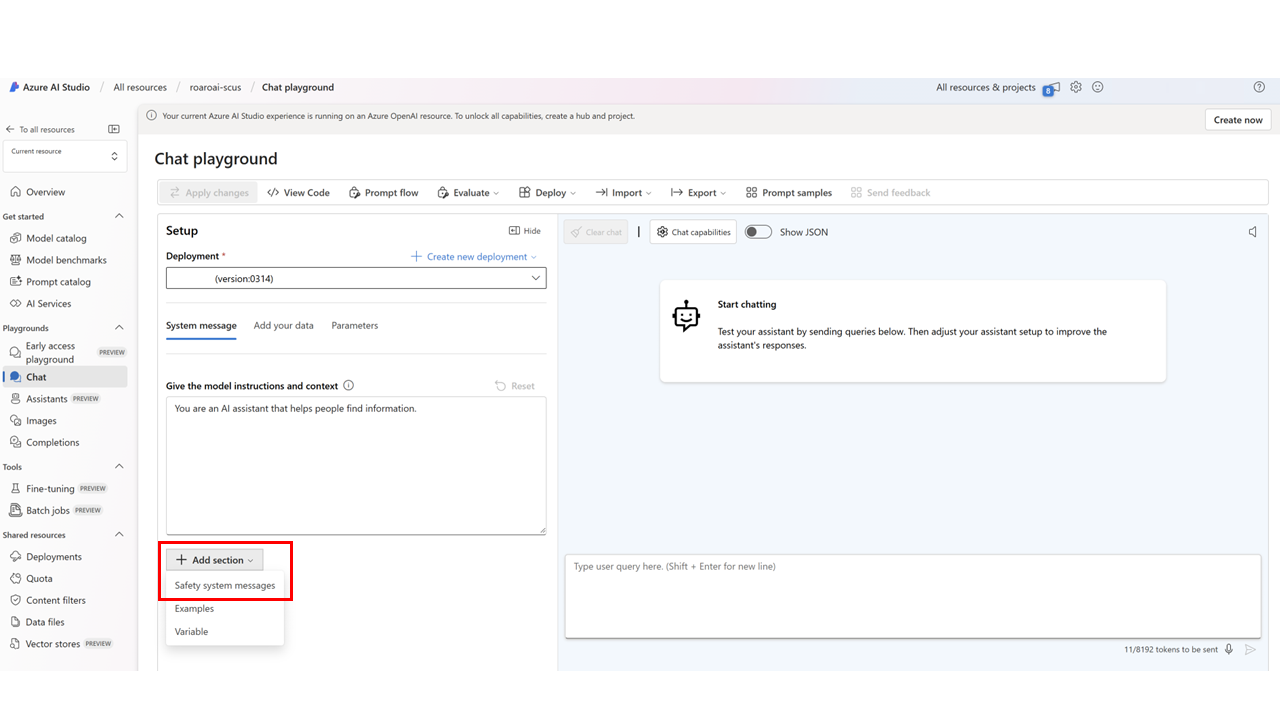 Azure AI Studio / All resources / roaroai-scus / Chat playground
All resources & projects
8
To all resources
Current resource
Your current Azure AI Studio experience is running on an Azure OpenAI resource. To unlock all capabilities, create a hub and project.
Create now
Overview
Get started
Model catalog
Model benchmarks
Prompt catalog
AI Services
Playgrounds
Early access
playground PREVIEW
Chat
Assistants PREVIEW
Images
Completions
Tools
Fine-tuning PREVIEW
Batch jobs PREVIEW
Shared resources
Deployments
Quota
Content filters
Data files
Vector stores PREVIEW
Chat playground
Apply changes View Code Prompt flow Evaluate Deploy Import Export Prompt samples Send feedback
Setup
Hide
Deployment *
Create new deployment
(version:0314)
System message Add your data Parameters
Give the model instructions and context
Reset
You are an AI assistant that helps people find information.
Add section
Safety system messages
Examples
Variable
Clear chat | Chat capabilities Show JSON
Start chatting
Test your assistant by sending queries below. Then adjust your assistant setup to improve the
assistant's responses.
Type user query here. (Shift + Enter for new line)
11/8192 tokens to be sent